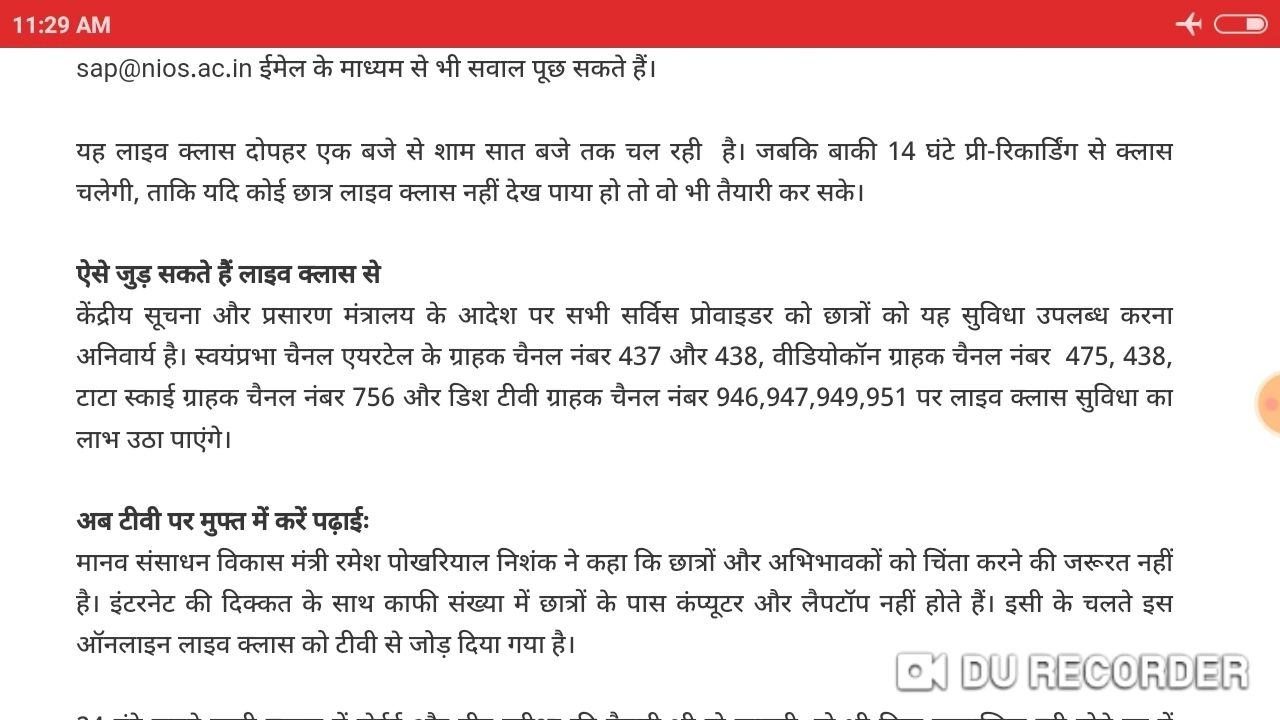 11:29 AM
sap@nios.ac.in ईमेल के माध्यम से भी सवाल पूछ सकते हैं।
यह लाइव क्लास दोपहर एक बजे से शाम सात बजे तक चल रही है। जबकि बाकी 14 घंटे प्री-रिकार्डिंग से क्लास
चलेगी, ताकि यदि कोई छात्र लाइव क्लास नहीं देख पाया हो तो वो भी तैयारी कर सके।
ऐसे जुड़ सकते हैं लाइव क्लास से
केंद्रीय सूचना और प्रसारण मंत्रालय के आदेश पर सभी सर्विस प्रोवाइडर को छात्रों को यह सुविधा उपलब्ध करना
अनिवार्य है। स्वयंप्रभा चैनल एयरटेल के ग्राहक चैनल नंबर 437 और 438, वीडियोकॉन ग्राहक चैनल नंबर 475, 438,
टाटा स्काई ग्राहक चैनल नंबर 756 और डिश टीवी ग्राहक चैनल नंबर 946,947,949,951 पर लाइव क्लास सुविधा का
लाभ उठा पाएंगे।
अब टीवी पर मुफ्त में करें पढ़ाईः
मानव संसाधन विकास मंत्री रमेश पोखरियाल निशंक ने कहा कि छात्रों और अभिभावकों को चिंता करने की जरूरत नहीं
है। इंटरनेट की दिक्कत के साथ काफी संख्या में छात्रों के पास कंप्यूटर और लैपटॉप नहीं होते हैं। इसी के चलते इस
ऑनलाइन लाइव क्लास को टीवी से जोड़ दिया गया है।
DU RECORDER